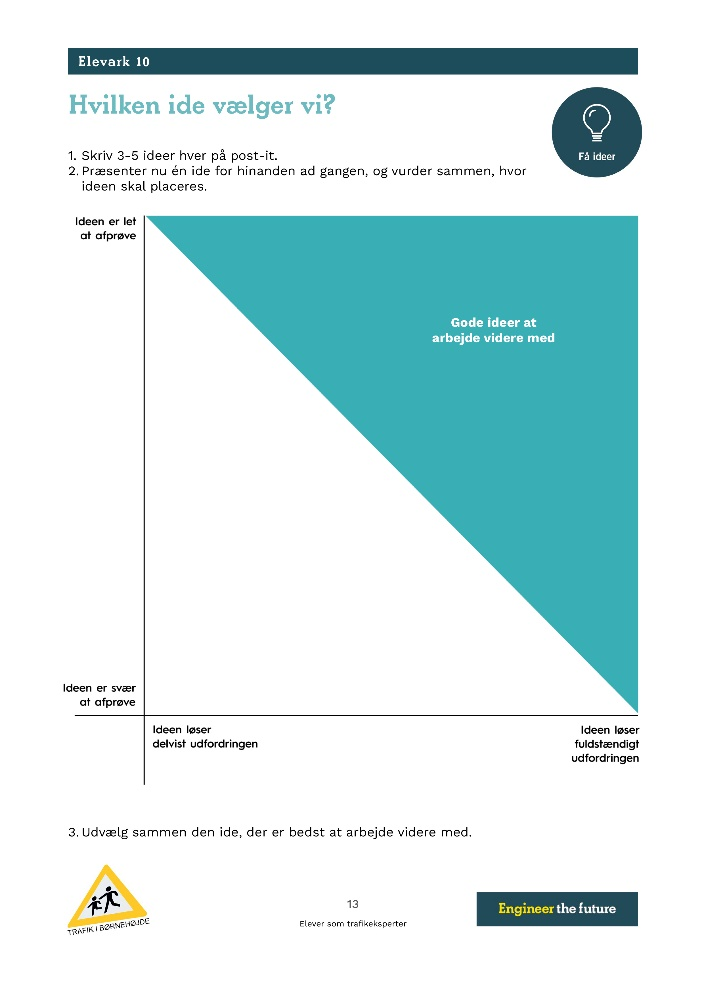 Elevark 10
Hvilken ide vælger vi?
Få ideer
1. Skriv 3-5 ideer hver på post-it.
2. Præsenter nu én ide for hinanden ad gangen, og vurder sammen, hvor
ideen skal placeres.
Ideen er let
at afprøve
Gode ideer at
arbejde videre med
Ideen er svær
at afprøve
Ideen løser
delvist udfordringen
Ideen løser
fuldstændigt
udfordringen
3. Udvælg sammen den ide, der er bedst at arbejde videre med.
TRAFIK I BØRNEHØJDE
13
Elever som trafikeksperter
Engineer the future